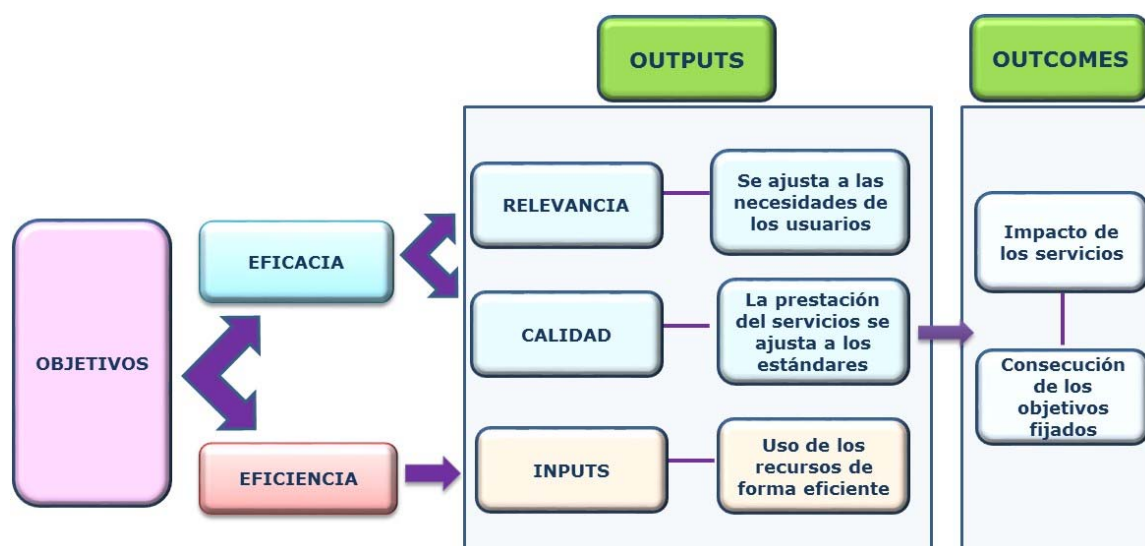 OUTPUTS
OUTCOMES
OBJETIVOS
EFICACIA
EFICIENCIA
RELEVANCIA
Se ajusta a las
necesidades de
los usuarios
CALIDAD
La prestación
del servicios se
ajusta a los
estándares
INPUTS
Uso de los
recursos de
forma eficiente
Impacto de
los servicios
Consecución
de los
objetivos
fijados